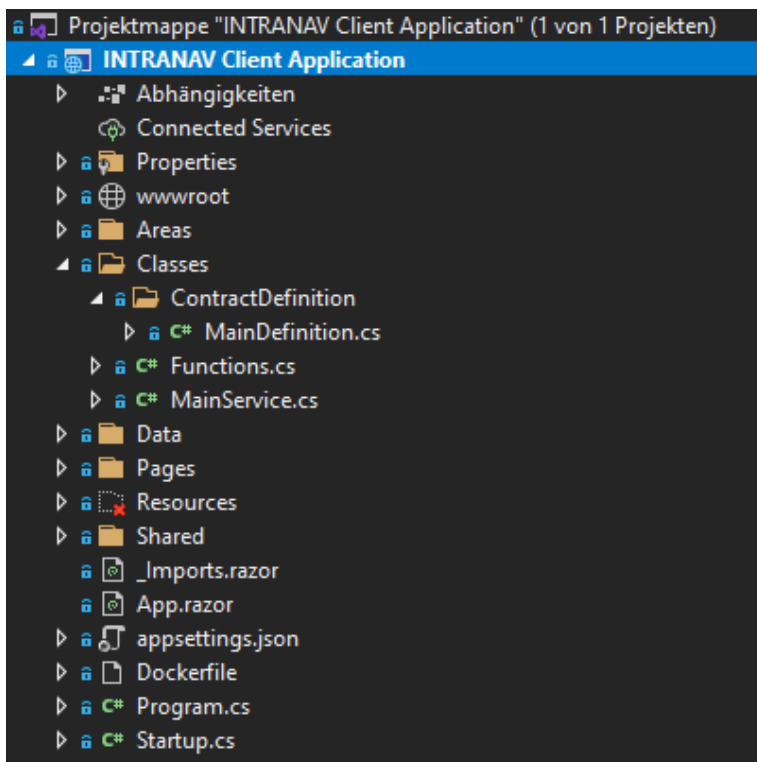 Projektmappe "INTRANAV Client Application" (1 von 1 Projekten)
INTRANAV Client Application
Abhängigkeiten
Connected Services
Properties
wwwroot
Areas
Classes
ContractDefinition
C# MainDefinition.cs
C# Functions.cs
C# MainService.cs
Data
Pages
Resources
Shared
_Imports.razor
App.razor
appsettings.json
Dockerfile
C# Program.cs
C# Startup.cs